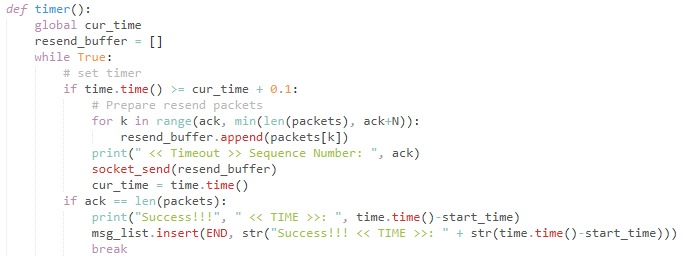 def timer():
    global cur_time
    resend_buffer = []
    while True:
        # set timer
        if time.time() >= cur_time + 0.1:
            # Prepare resend packets
            for k in range(ack, min(len(packets), ack+N)):
                resend_buffer.append(packets[k])
            print(" << Timeout >> Sequence Number: ", ack)
            socket_send(resend_buffer)
            cur_time = time.time()
        if ack == len(packets):
            print("Success!!!", " << TIME >>: ", time.time()-start_time)
            msg_list.insert(END, str("Success!!! << TIME >>: " + str(time.time()-start_time)))
            break